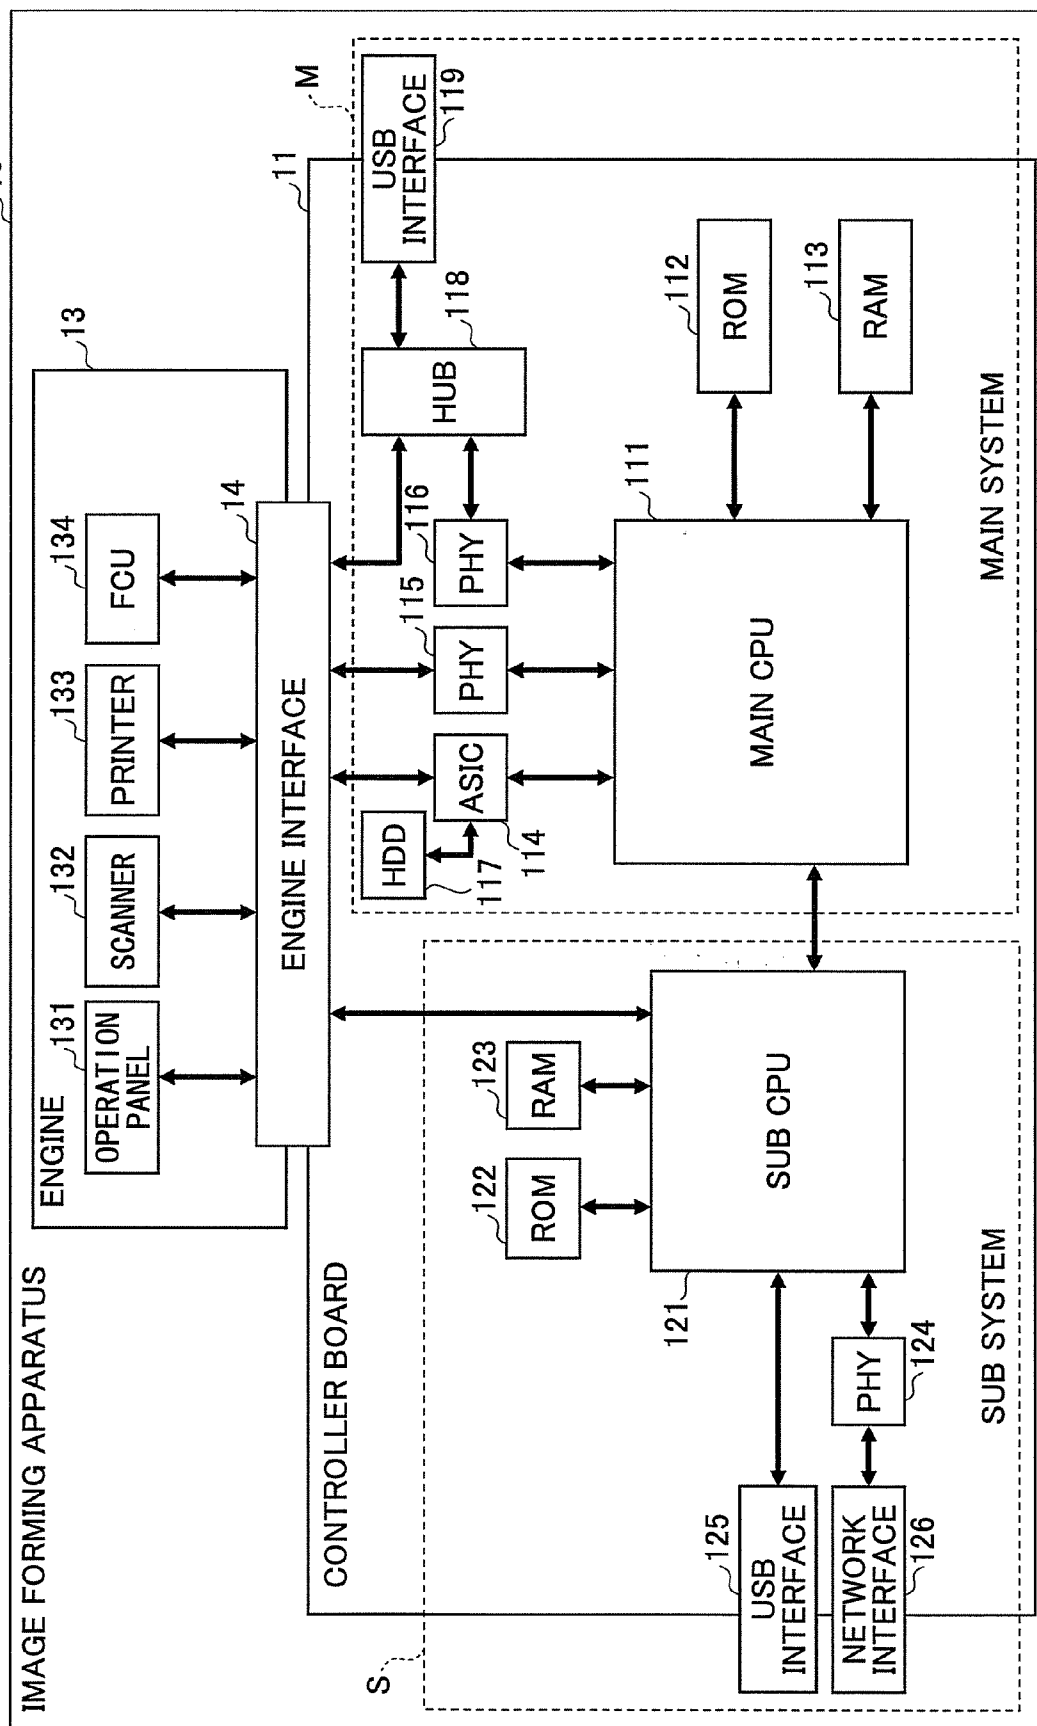 IMAGE FORMING APPARATUS
ENGINE
13
131
OPERATION
PANEL
132
SCANNER
133
PRINTER
134
FCU
14
ENGINE INTERFACE
CONTROLLER BOARD
11
S
M
HDD
117
ASIC
114
PHY
115
PHY
116
HUB
118
USB
INTERFACE
119
MAIN CPU
111
ROM
112
RAM
113
MAIN SYSTEM
SUB CPU
121
ROM
122
RAM
123
PHY
124
USB
INTERFACE
125
NETWORK
INTERFACE
126
SUB SYSTEM